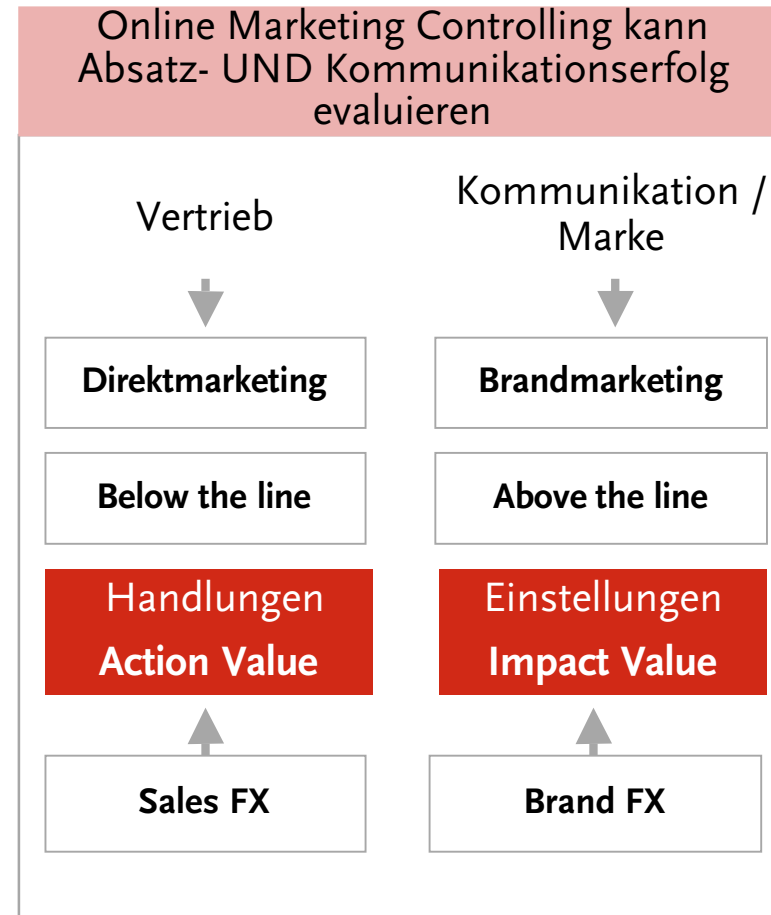 Online Marketing Controlling kann
Absatz- UND Kommunikationserfolg
evaluieren
Vertrieb
Kommunikation /
Marke
Direktmarketing
Brandmarketing
Below the line
Above the line
Handlungen
Action Value
Einstellungen
Impact Value
Sales FX
Brand FX